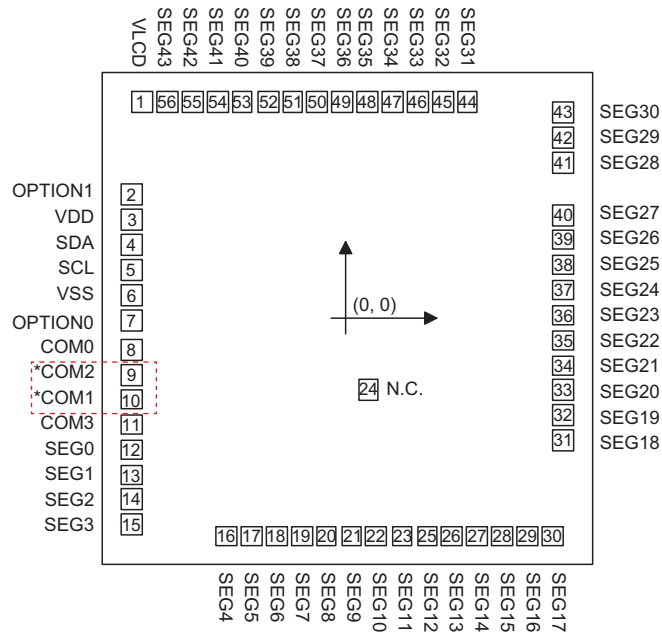 VLCD SEG43 SEG42 SEG41 SEG40 SEG39 SEG38 SEG37 SEG36 SEG35 SEG34 SEG33 SEG32 SEG31
1 56 55 54 53 52 51 50 49 48 47 46 45 44
43 SEG30
42 SEG29
41 SEG28
OPTION1 2
VDD 3
SDA 4
SCL 5
VSS 6
OPTION0 7
COM0 8
*COM2 9
*COM1 10
COM3 11
SEG0 12
SEG1 13
SEG2 14
SEG3 15
(0, 0)
24 N.C.
40 SEG27
39 SEG26
38 SEG25
37 SEG24
36 SEG23
35 SEG22
34 SEG21
33 SEG20
32 SEG19
31 SEG18
16 17 18 19 20 21 22 23 25 26 27 28 29 30
SEG4 SEG5 SEG6 SEG7 SEG8 SEG9 SEG10 SEG11 SEG12 SEG13 SEG14 SEG15 SEG16 SEG17